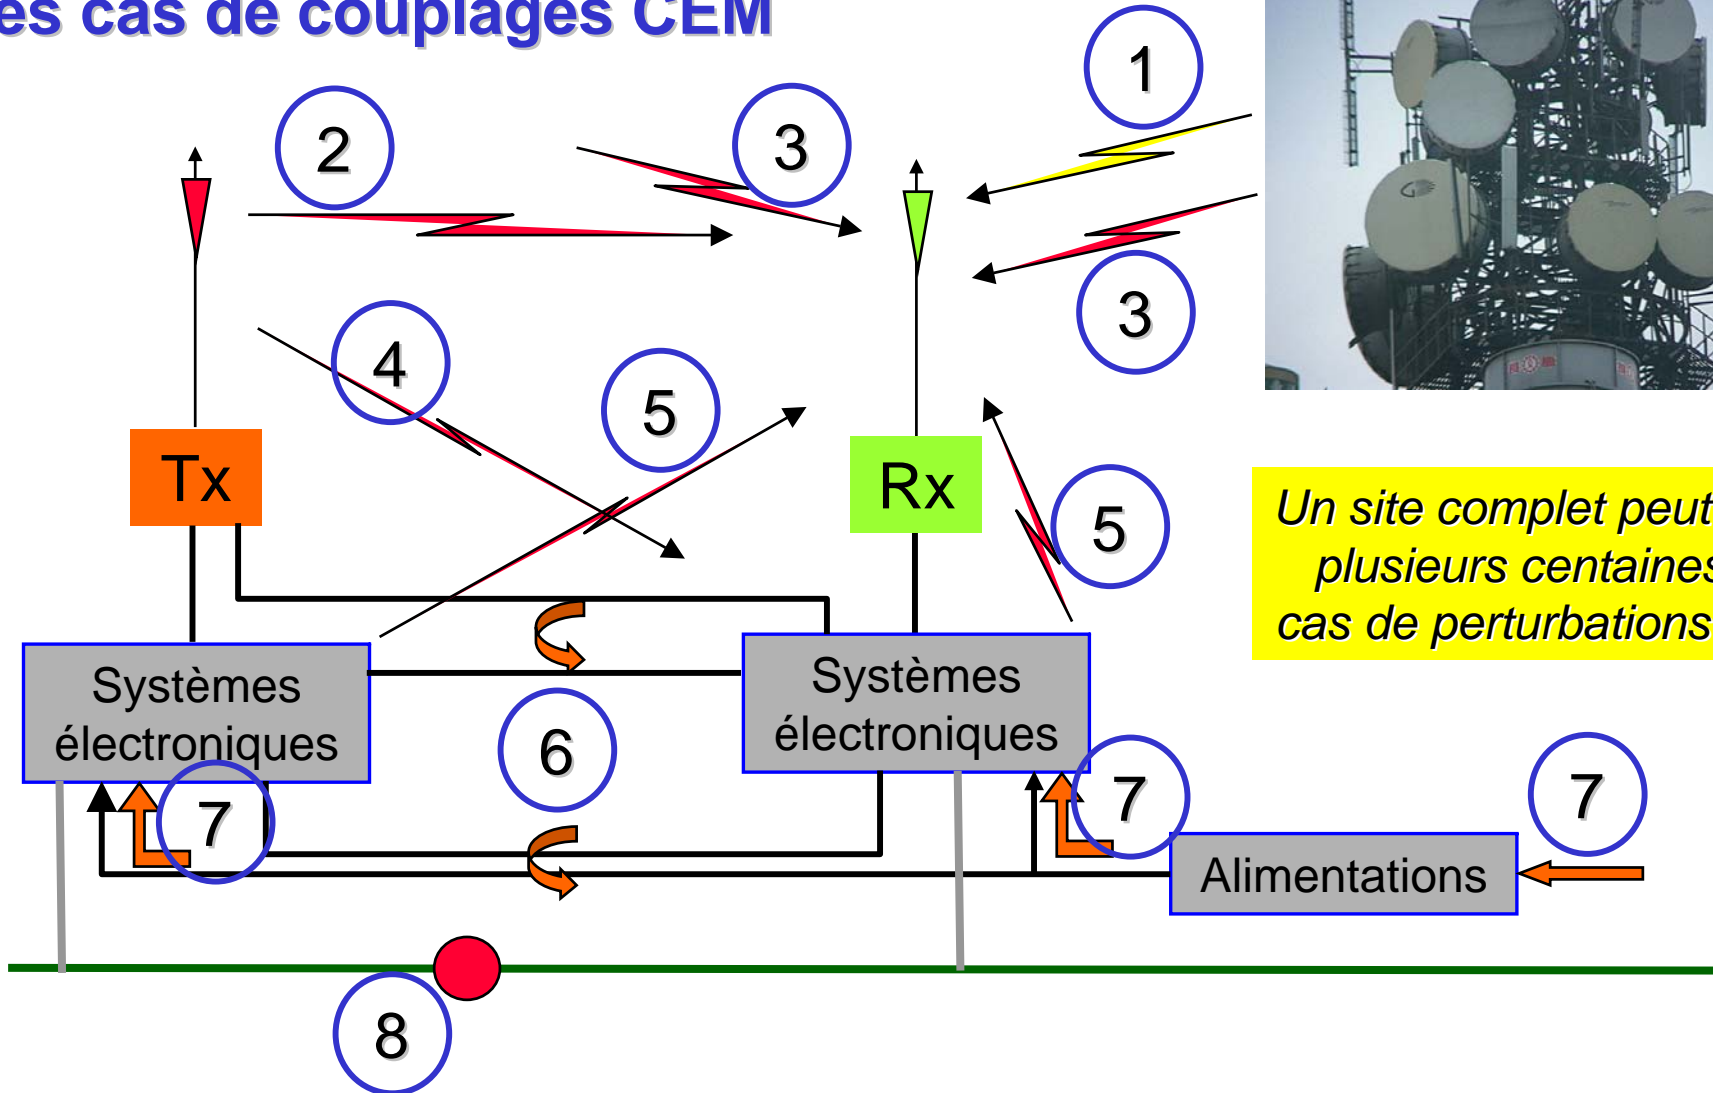 es cas de couplages CEM
1
2
3
3
4
5
Tx
Rx
5
Un site complet peut
plusieurs centaines
cas de perturbations
Systèmes
électroniques
Systèmes
électroniques
6
7
7
7
Alimentations
8